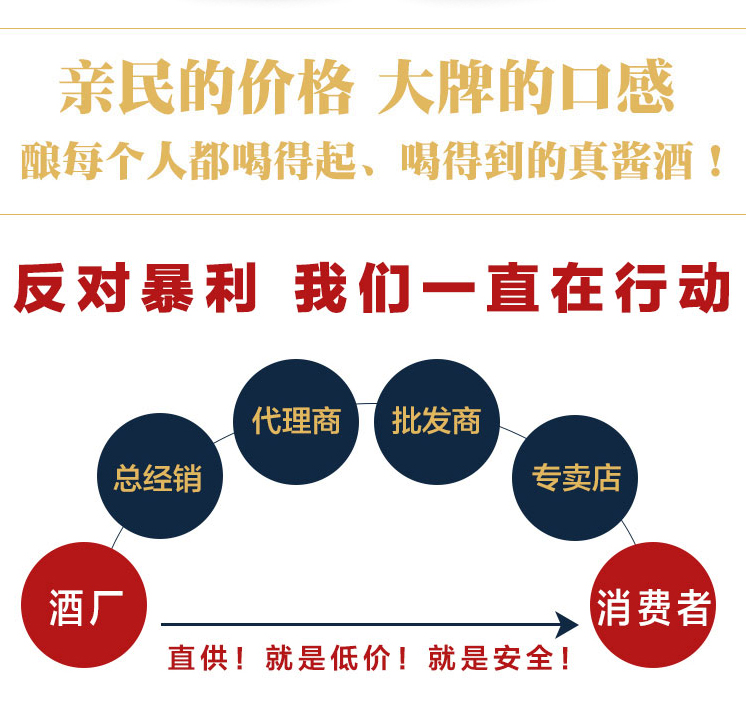 亲民的价格 大牌的口感
酿每个人都喝得起、喝得到的真酱酒！
反对暴利 我们一直在行动
代理商
批发商
总经销
专卖店
酒厂
消费者
直供！就是低价！就是安全！